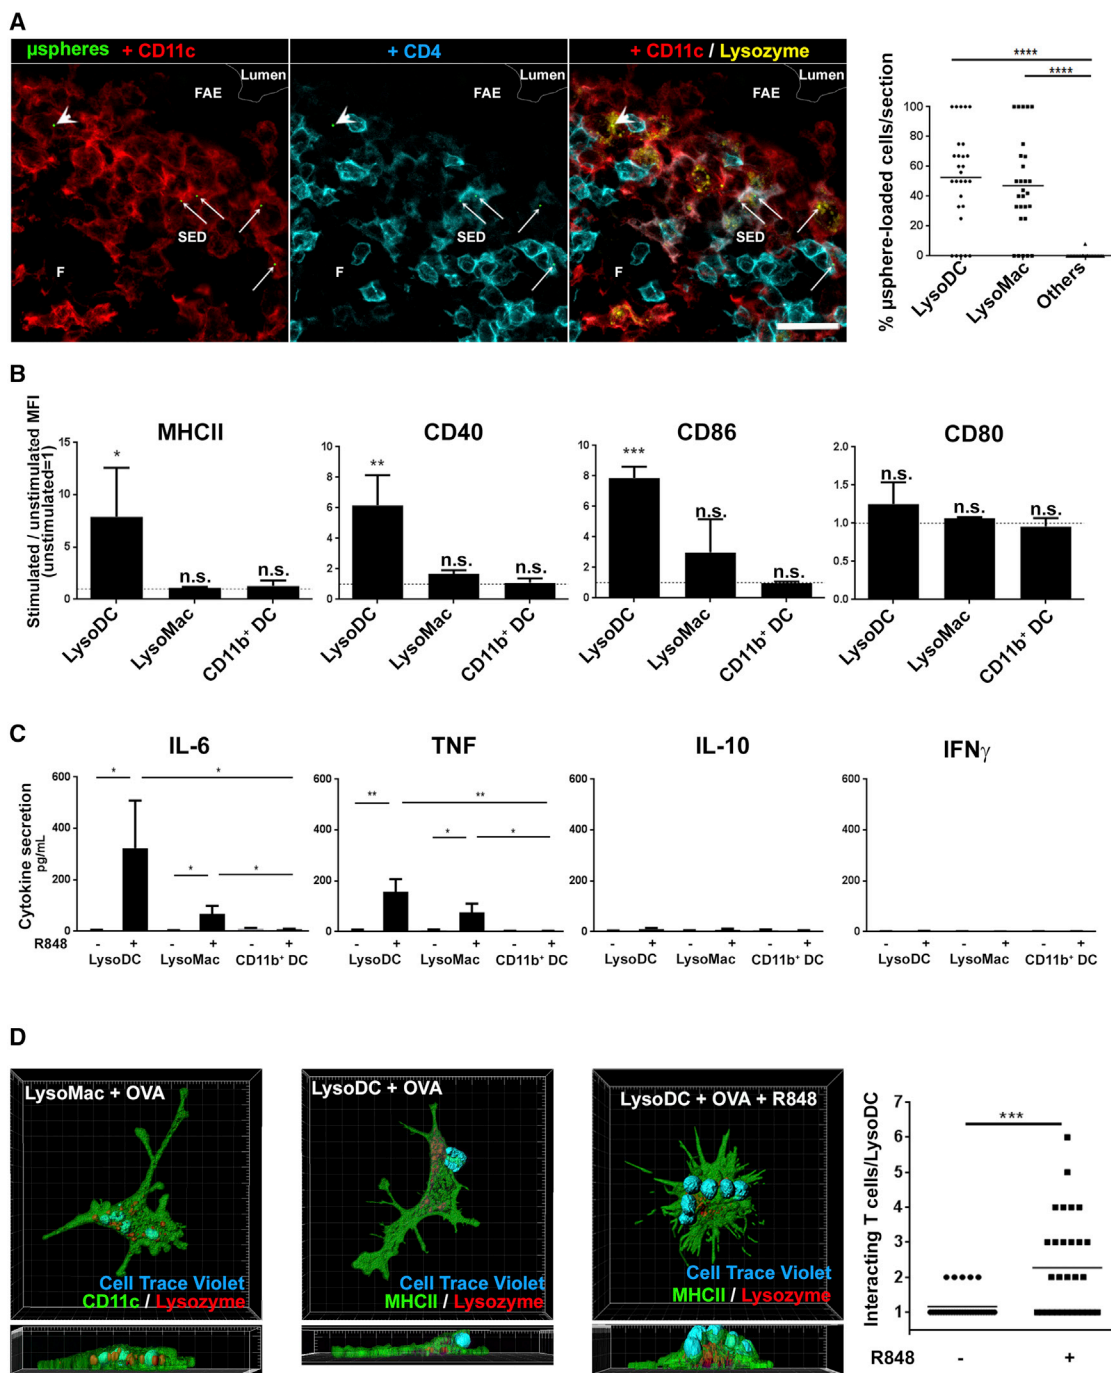 A
µspheres + CD11c
+ CD4
+ CD11c / Lysozyme
Lumen
FAE
SED
F
Lumen
FAE
SED
F
Lumen
FAE
SED
F
% µsphere-loaded cells/section
****
****
100
80
60
40
20
0
LysoDC
LysoMac
Others
B
Stimulated / unstimulated MFI
(unstimulated=1)
MHCII
15
10
5
0
*
n.s.
n.s.
LysoDC
LysoMac
CD11b+ DC
CD40
10
8
6
4
2
0
**
n.s.
n.s.
LysoDC
LysoMac
CD11b+ DC
CD86
10
8
6
4
2
0
***
n.s.
n.s.
LysoDC
LysoMac
CD11b+ DC
CD80
2.0
1.5
1.0
0.5
0.0
n.s.
n.s.
n.s.
LysoDC
LysoMac
CD11b+ DC
C
Cytokine secretion
pg/mL
IL-6
600
400
200
0
*
*
*
*
R848 - + - + - +
LysoDC LysoMac CD11b+ DC
TNF
600
400
200
0
**
**
*
*
- + - + - +
LysoDC LysoMac CD11b+ DC
IL-10
600
400
200
0
- + - + - +
LysoDC LysoMac CD11b+ DC
IFNγ
600
400
200
0
- + - + - +
LysoDC LysoMac CD11b+ DC
D
LysoMac + OVA
Cell Trace Violet
CD11c / Lysozyme
LysoDC + OVA
Cell Trace Violet
MHCII / Lysozyme
LysoDC + OVA + R848
Cell Trace Violet
MHCII / Lysozyme
Interacting T cells/LysoDC
***
7
6
5
4
3
2
1
R848 - +